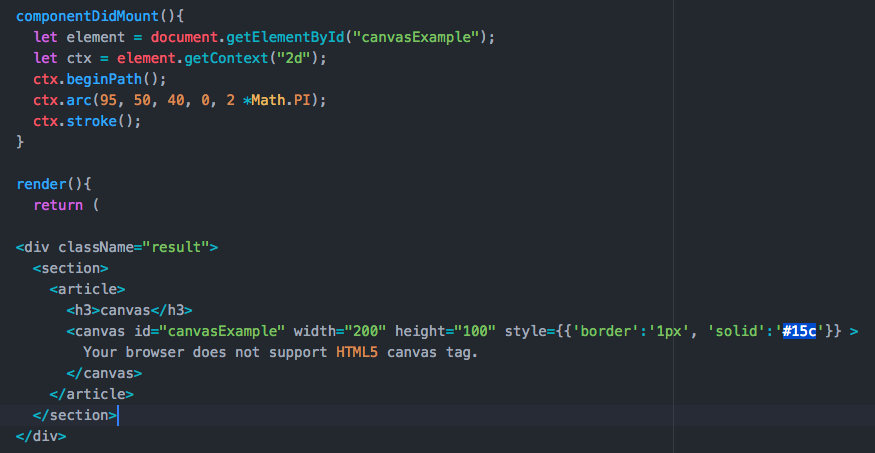 componentDidMount(){
  let element = document.getElementById("canvasExample");
  let ctx = element.getContext("2d");
  ctx.beginPath();
  ctx.arc(95, 50, 40, 0, 2 *Math.PI);
  ctx.stroke();
}

render(){
  return (

<div className="result">
  <section>
    <article>
      <h3>canvas</h3>
      <canvas id="canvasExample" width="200" height="100" style={{'border':'1px', 'solid':'#15c'}} >
        Your browser does not support HTML5 canvas tag.
      </canvas>
    </article>
  </section>
</div>